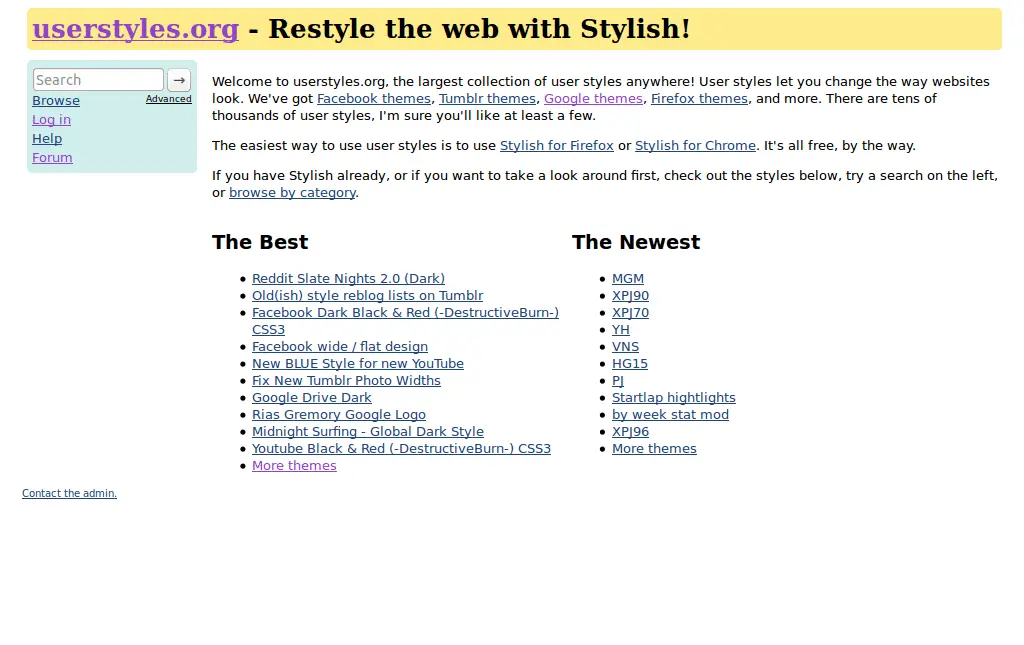 userstyles.org - Restyle the web with Stylish!
Search →
Browse Advanced
Log in
Help
Forum
Welcome to userstyles.org, the largest collection of user styles anywhere! User styles let you change the way websites
look. We've got Facebook themes, Tumblr themes, Google themes, Firefox themes, and more. There are tens of
thousands of user styles, I'm sure you'll like at least a few.
The easiest way to use user styles is to use Stylish for Firefox or Stylish for Chrome. It's all free, by the way.
If you have Stylish already, or if you want to take a look around first, check out the styles below, try a search on the left,
or browse by category.
The Best
Reddit Slate Nights 2.0 (Dark)
Old(ish) style reblog lists on Tumblr
Facebook Dark Black & Red (-DestructiveBurn-)
CSS3
Facebook wide / flat design
New BLUE Style for new YouTube
Fix New Tumblr Photo Widths
Google Drive Dark
Rias Gremory Google Logo
Midnight Surfing - Global Dark Style
Youtube Black & Red (-DestructiveBurn-) CSS3
More themes
The Newest
MGM
XPJ90
XPJ70
YH
VNS
HG15
PJ
Startlap hightlights
by week stat mod
XPJ96
More themes
Contact the admin.